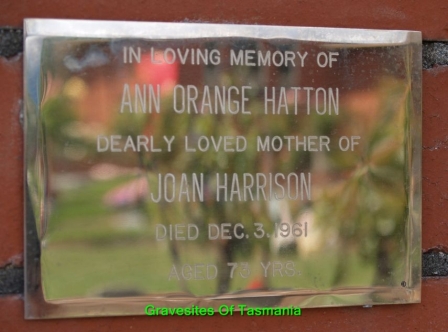 IN LOVING MEMORY OF
ANN ORANGE HATTON
DEARLY LOVED MOTHER OF
JOAN HARRISON
DIED DEC. 3. 1961
AGED 73 YRS.
Gravesites Of Tasmania